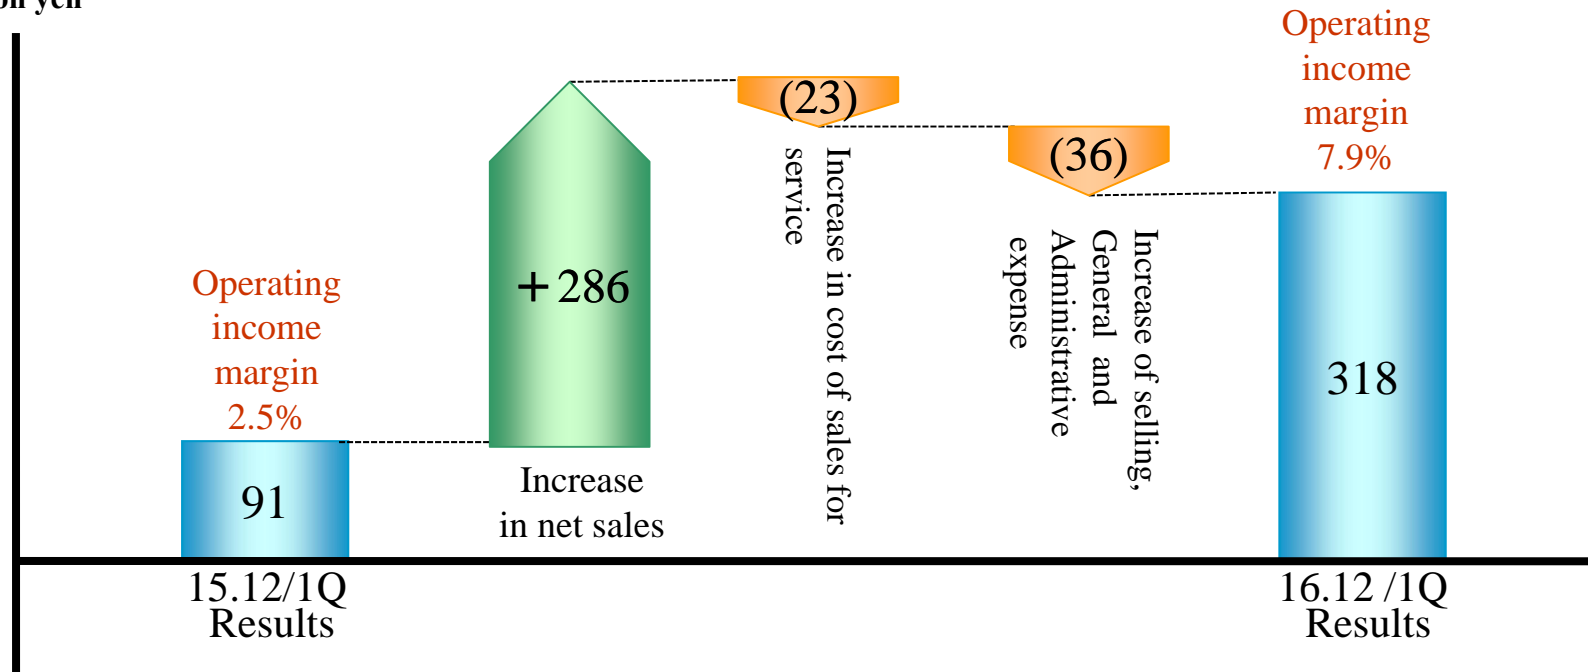 Operating
income
margin
7.9%
(23)
(36)
Increase in cost of sales for
service
Increase of selling,
General and
Administrative
expense
+286
Operating
income
margin
2.5%
318
91
Increase
in net sales
15.12/1Q
Results
16.12 /1Q
Results